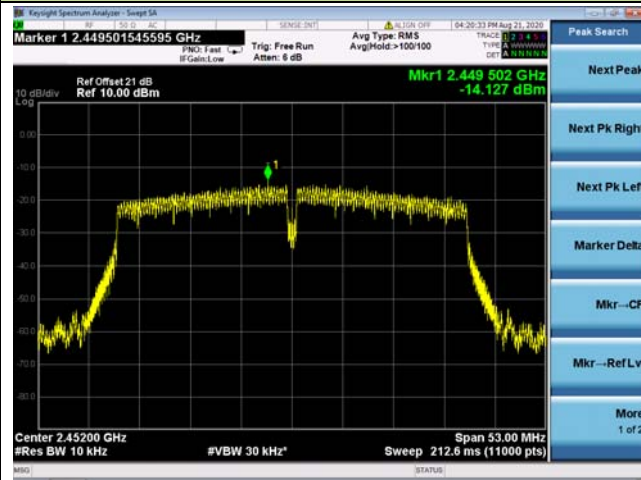 Keysight Spectrum Analyzer - Swept SA
RF 50 Ω AC SENSE:INT ALIGN OFF 04:20:33 PM Aug 21, 2020
Marker 1 2.449501545595 GHz
PNO: Fast
IFGain:Low
Trig: Free Run
Atten: 6 dB
Avg Type: RMS
Avg|Hold:>100/100
TRACE 1 2 3 4 5 6
TYPE A WWWWW
DET A N N N N N
Ref Offset 21 dB
Ref 10.00 dBm
10 dB/div
Log
Mkr1 2.449 502 GHz
-14.127 dBm
0.00
-10.0
-20.0
-30.0
-40.0
-50.0
-60.0
-70.0
-80.0
1
Center 2.45200 GHz
#Res BW 10 kHz
#VBW 30 kHz*
Span 53.00 MHz
Sweep 212.6 ms (11000 pts)
MSG
STATUS
Peak Search
Next Peak
Next Pk Righ
Next Pk Lef
Marker Delta
Mkr→CF
Mkr→Ref Lv
More
1 of 2